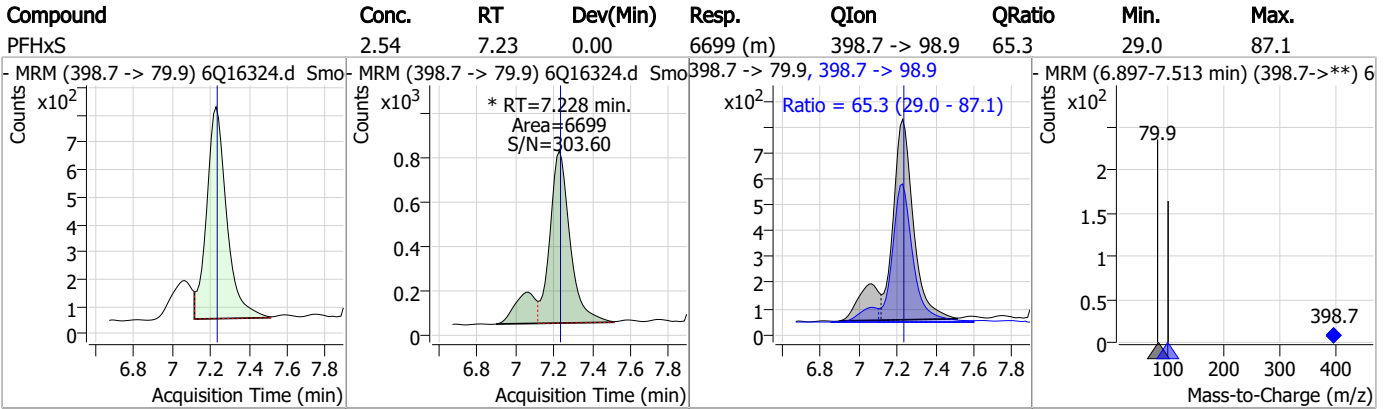 Compound Conc. RT Dev(Min) Resp. QIon QRatio Min. Max.
PFHxS 2.54 7.23 0.00 6699 (m) 398.7 -> 98.9 65.3 29.0 87.1
- MRM (398.7 -> 79.9) 6Q16324.d Smo
Counts
x10²
7
6
5
4
3
2
1
0
6.8 7 7.2 7.4 7.6 7.8
Acquisition Time (min)
- MRM (398.7 -> 79.9) 6Q16324.d Smo
Counts
x10³
* RT=7.228 min.
Area=6699
S/N=303.60
0.8
0.6
0.4
0.2
0
6.8 7 7.2 7.4 7.6 7.8
Acquisition Time (min)
398.7 -> 79.9, 398.7 -> 98.9
x10²
Ratio = 65.3 (29.0 - 87.1)
7
6
5
4
3
2
1
0
6.8 7 7.2 7.4 7.6 7.8
Acquisition Time (min)
- MRM (6.897-7.513 min) (398.7->**) 6
Counts
x10²
79.9
2
1.5
1
0.5
0
398.7
100 200 300 400
Mass-to-Charge (m/z)